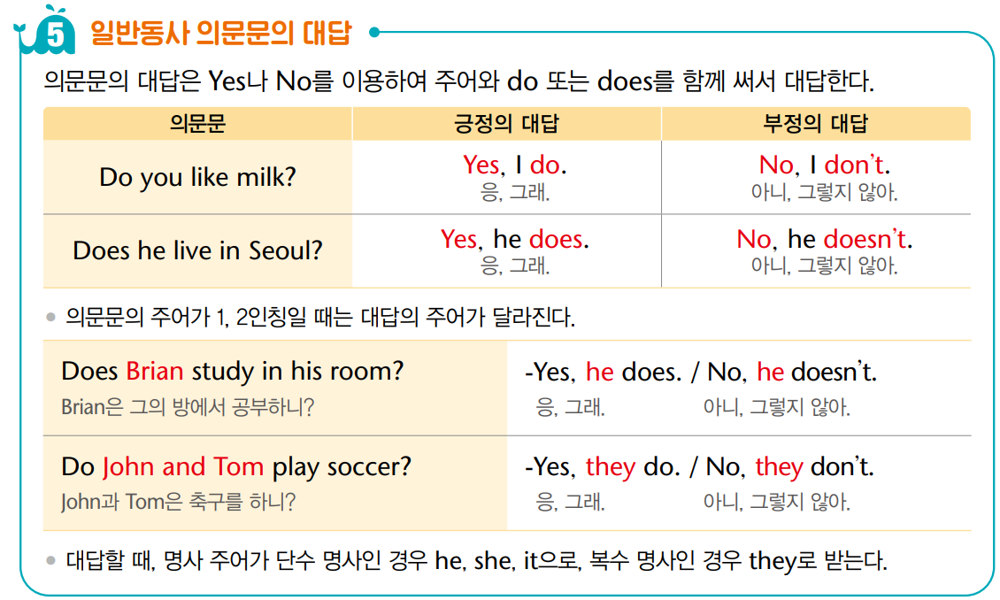 5 일반동사 의문문의 대답
의문문의 대답은 Yes나 No를 이용하여 주어와 do 또는 does를 함께 써서 대답한다.
의문문 긍정의 대답 부정의 대답
Do you like milk? Yes, I do. No, I don't.
응, 그래. 아니, 그렇지 않아.
Does he live in Seoul? Yes, he does. No, he doesn't.
응, 그래. 아니, 그렇지 않아.
• 의문문의 주어가 1, 2인칭일 때는 대답의 주어가 달라진다.
Does Brian study in his room? -Yes, he does. / No, he doesn't.
Brian은 그의 방에서 공부하니? 응, 그래. 아니, 그렇지 않아.
Do John and Tom play soccer? -Yes, they do. / No, they don't.
John과 Tom은 축구를 하니? 응, 그래. 아니, 그렇지 않아.
• 대답할 때, 명사 주어가 단수 명사인 경우 he, she, it으로, 복수 명사인 경우 they로 받는다.